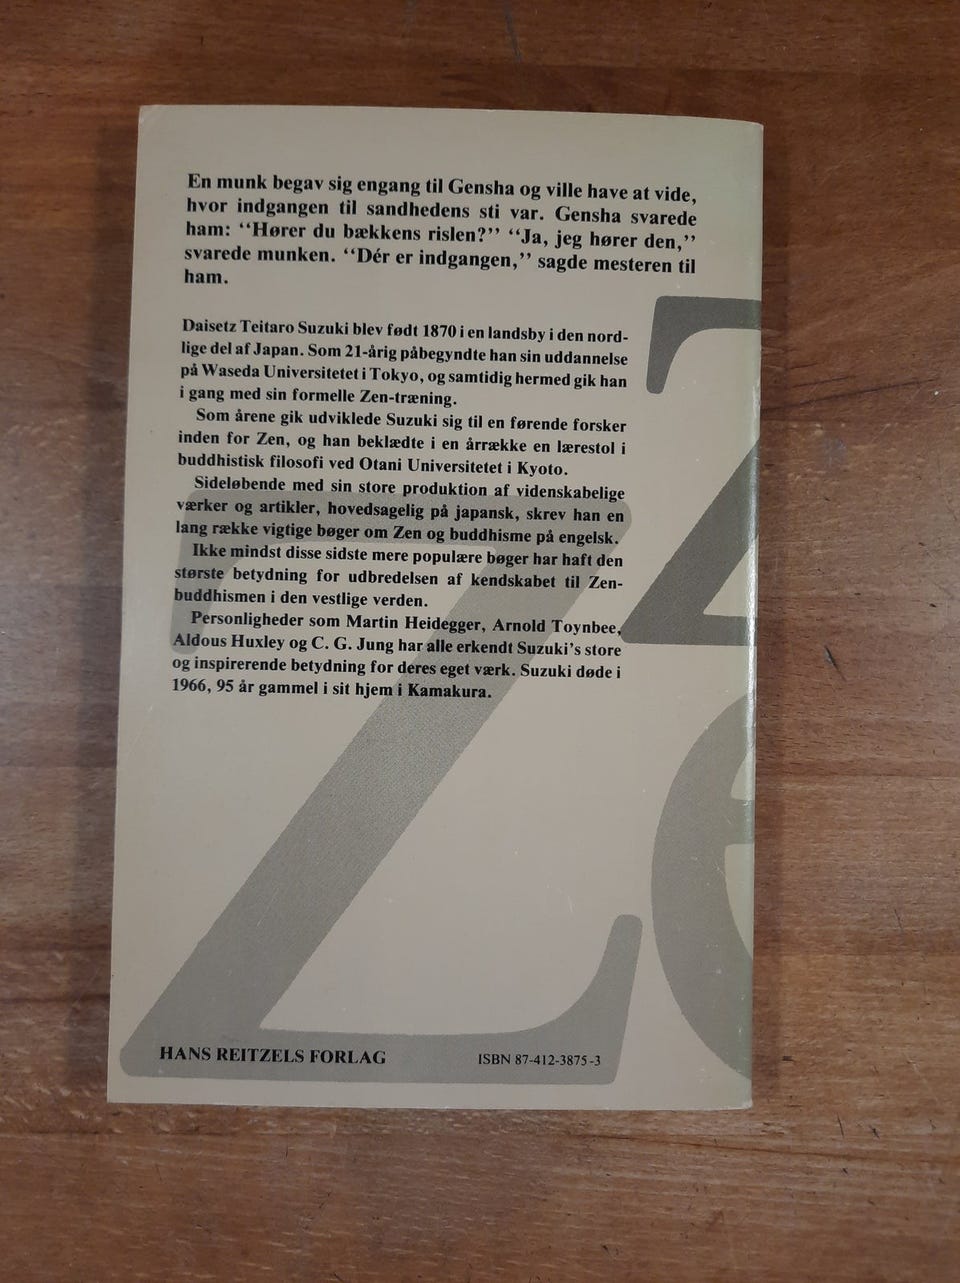 En munk begav sig engang til Gensha og ville have at vide,
hvor indgangen til sandhedens sti var. Gensha svarede
ham: “Hører du bækkens rislen?” “Ja, jeg hører den,”
svarede munken. “Dér er indgangen,” sagde mesteren til
ham.
Daisetz Teitaro Suzuki blev født 1870 i en landsby i den nord-
lige del af Japan. Som 21-årig påbegyndte han sin uddannelse
på Waseda Universitetet i Tokyo, og samtidig hermed gik han
i gang med sin formelle Zen-træning.
Som årene gik udviklede Suzuki sig til en førende forsker
inden for Zen, og han beklædte i en årrække en lærestol i
buddhistisk filosofi ved Otani Universitetet i Kyoto.
Sideløbende med sin store produktion af videnskabelige
værker og artikler, hovedsagelig på japansk, skrev han en
lang række vigtige bøger om Zen og buddhisme på engelsk.
Ikke mindst disse sidste mere populære bøger har haft den
største betydning for udbredelsen af kendskabet til Zen-
buddhismen i den vestlige verden.
Personligheder som Martin Heidegger, Arnold Toynbee,
Aldous Huxley og C. G. Jung har alle erkendt Suzuki’s store
og inspirerende betydning for deres eget værk. Suzuki døde i
1966, 95 år gammel i sit hjem i Kamakura.
Z
Z
e
HANS REITZELS FORLAG
ISBN 87-412-3875-3